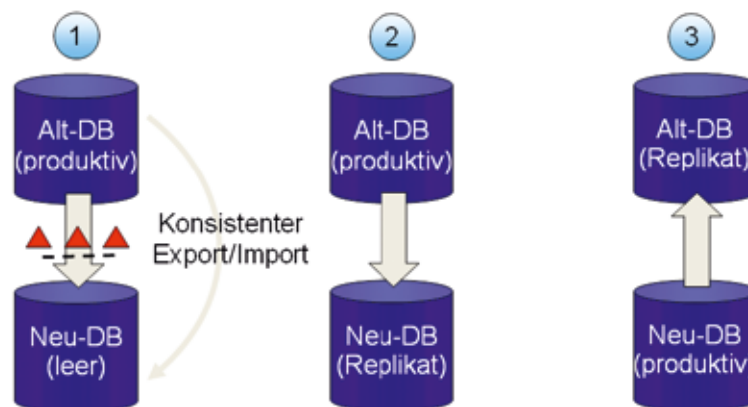 1
2
3
Alt-DB
(produktiv)
Alt-DB
(produktiv)
Alt-DB
(Replikat)
Konsistenter
Export/Import
Neu-DB
(leer)
Neu-DB
(Replikat)
Neu-DB
(produktiv)